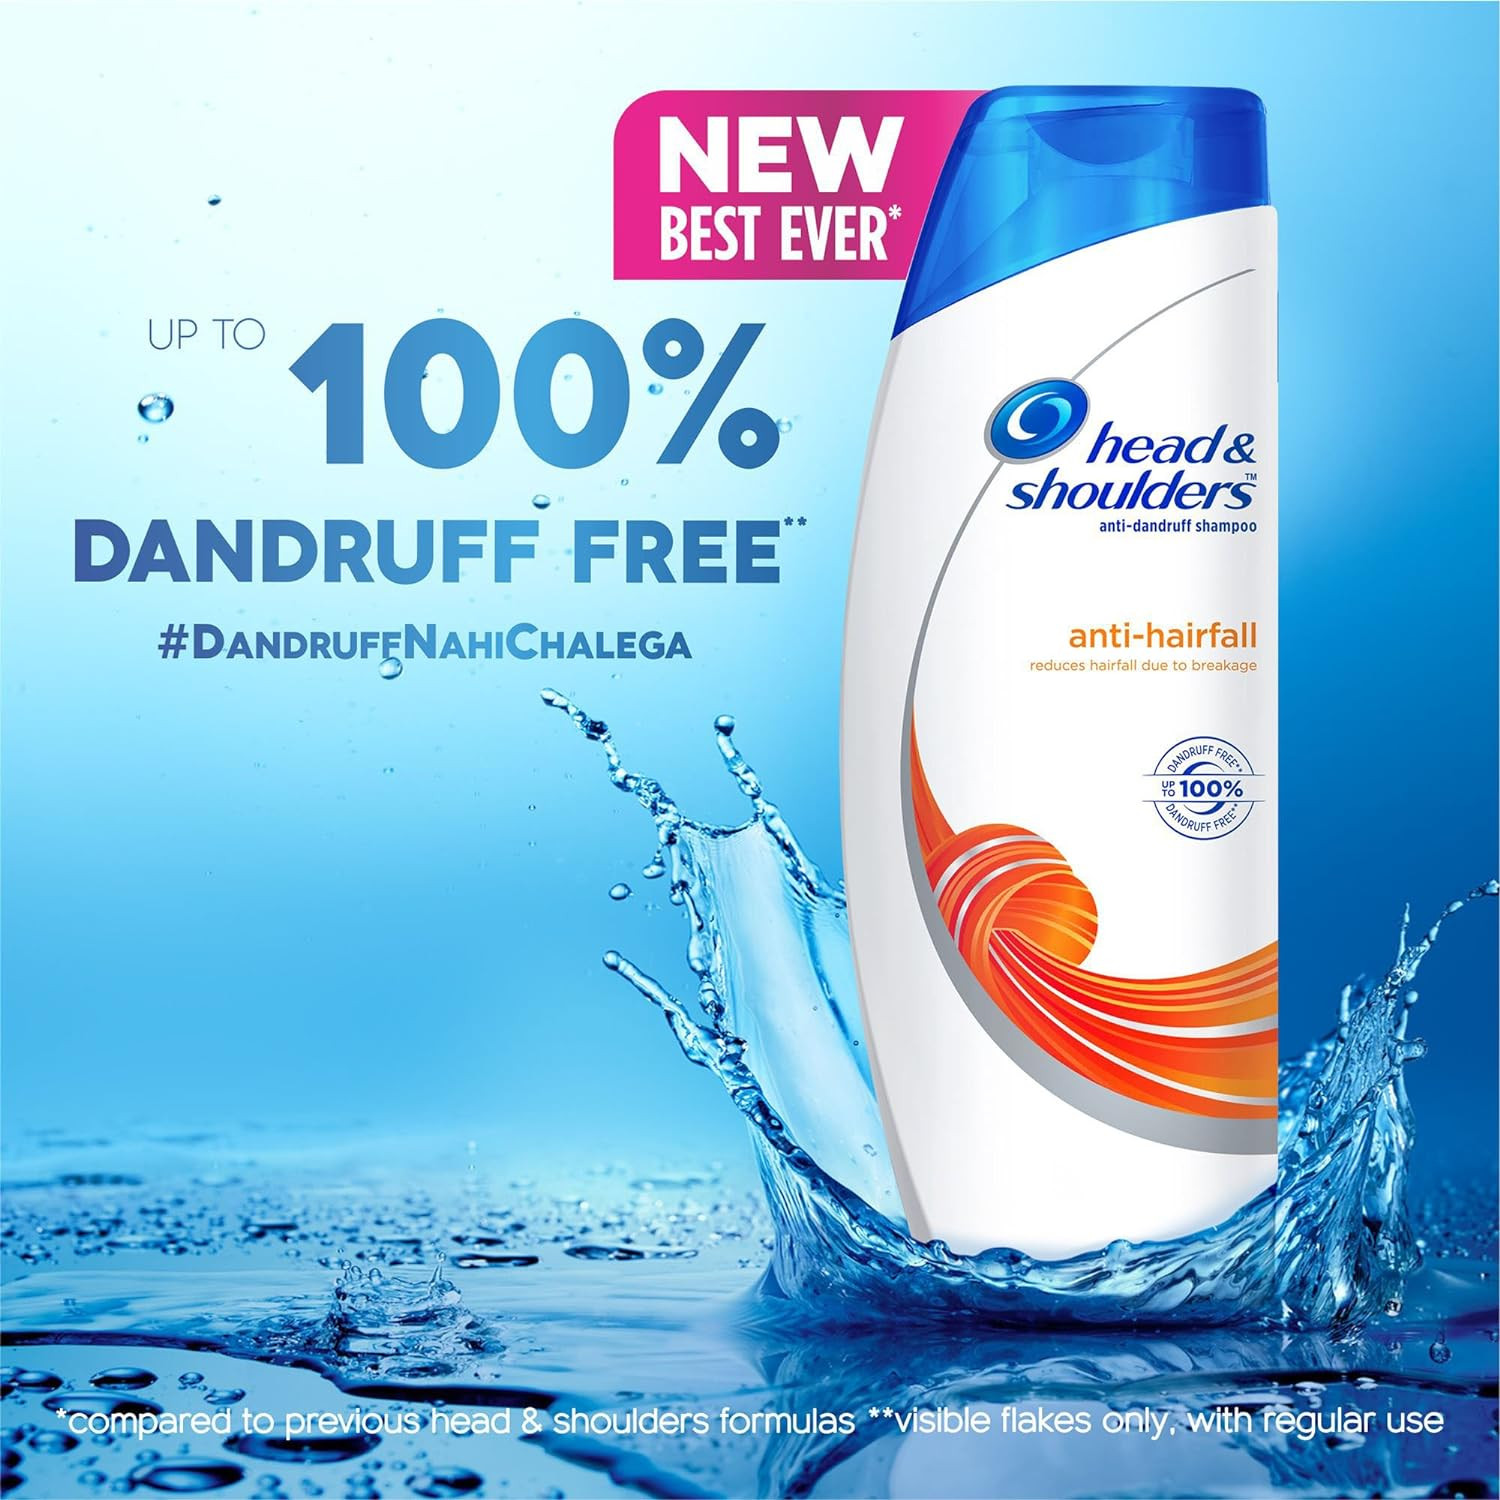 NEW
BEST EVER*
UP TO 100%
DANDRUFF FREE**
#DANDRUFFNAHICHALEGA
head &
shoulders™
anti-dandruff shampoo
anti-hairfall
reduces hairfall due to breakage
DANDRUFF FREE**
UP TO 100%
DANDRUFF FREE**
*compared to previous head & shoulders formulas **visible flakes only, with regular use